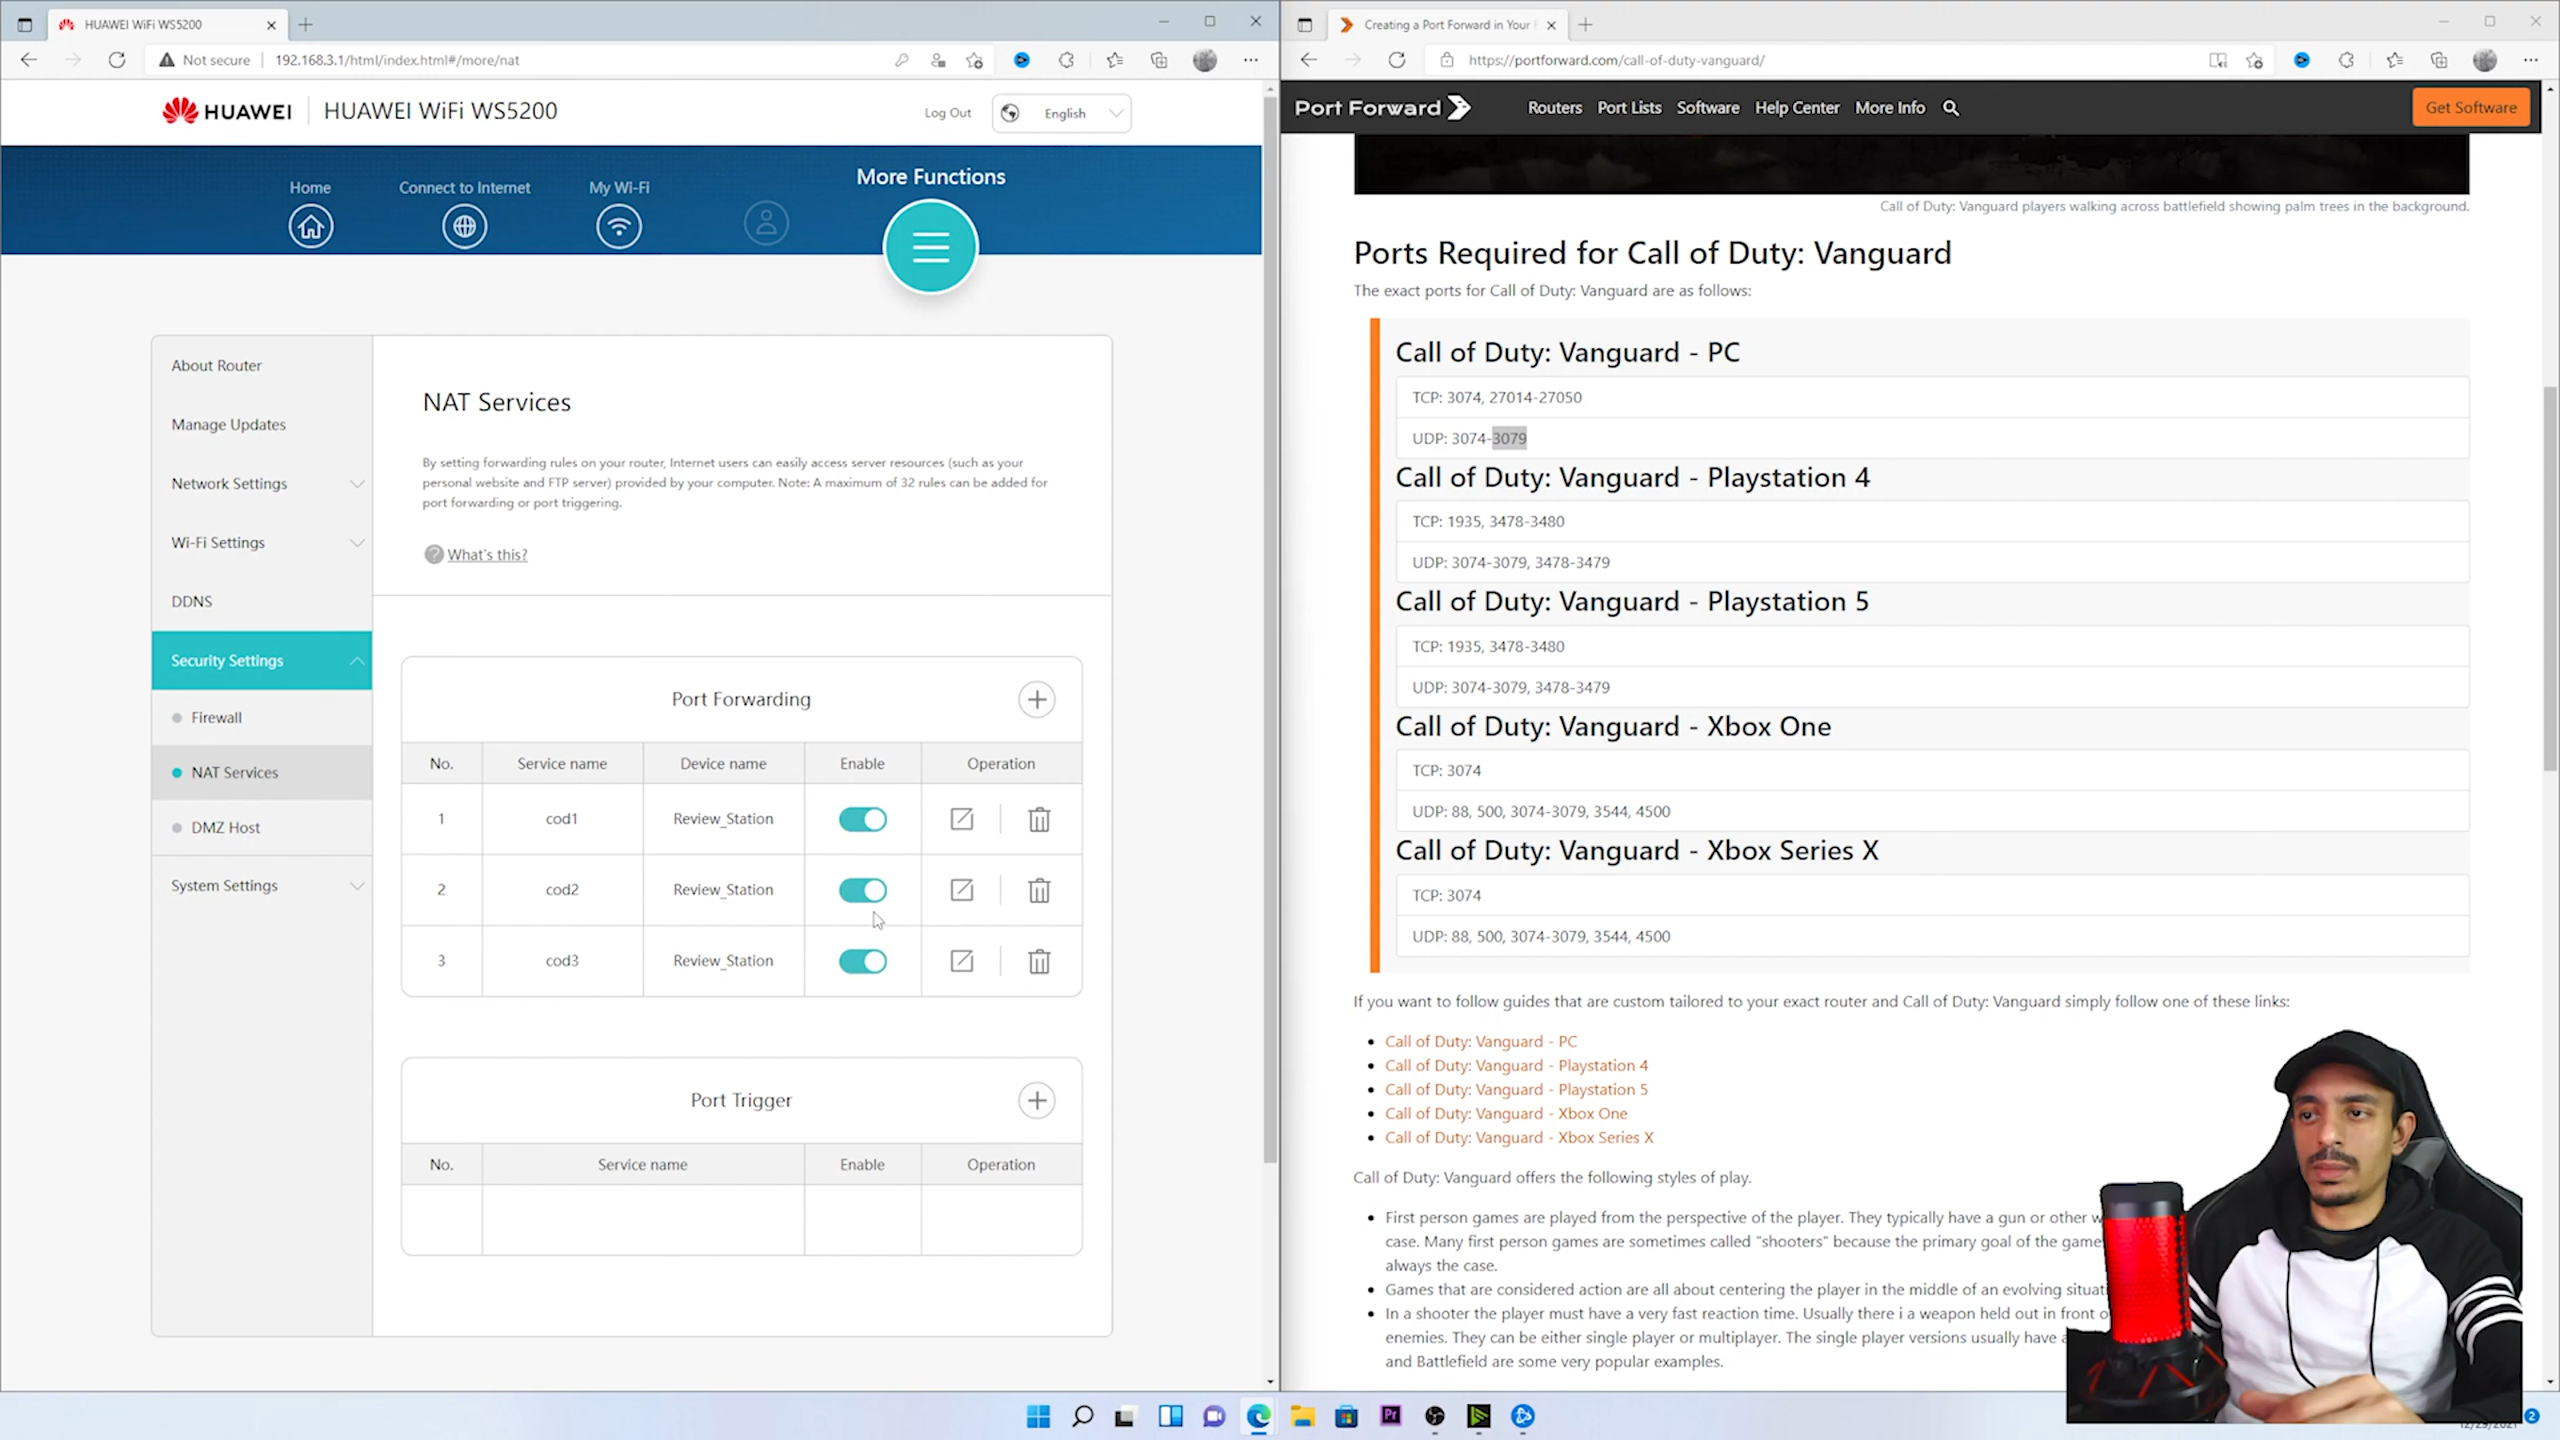 HUAWEI WiFi WS5200
Not secure
192.168.3.1/html/index.html#/more/nat
HUAWEI
HUAWEI WiFi WS5200
Log Out
English
Home
Connect to Internet
My Wi-Fi
More Functions
About Router
Manage Updates
Network Settings
Wi-Fi Settings
DDNS
Security Settings
Firewall
NAT Services
DMZ Host
System Settings
NAT Services
By setting forwarding rules on your router, Internet users can easily access server resources (such as your
personal website and FTP server) provided by your computer. Note: A maximum of 32 rules can be added for
port forwarding or port triggering.
? What's this?
Port Forwarding
No. Service name Device name Enable Operation
1 cod1 Review_Station
2 cod2 Review_Station
3 cod3 Review_Station
Port Trigger
No. Service name Enable Operation
Creating a Port Forward in Your
https://portforward.com/call-of-duty-vanguard/
Port Forward
Routers Port Lists Software Help Center More Info
Get Software
Call of Duty: Vanguard players walking across battlefield showing palm trees in the background.
Ports Required for Call of Duty: Vanguard
The exact ports for Call of Duty: Vanguard are as follows:
Call of Duty: Vanguard - PC
TCP: 3074, 27014-27050
UDP: 3074-3079
Call of Duty: Vanguard - Playstation 4
TCP: 1935, 3478-3480
UDP: 3074-3079, 3478-3479
Call of Duty: Vanguard - Playstation 5
TCP: 1935, 3478-3480
UDP: 3074-3079, 3478-3479
Call of Duty: Vanguard - Xbox One
TCP: 3074
UDP: 88, 500, 3074-3079, 3544, 4500
Call of Duty: Vanguard - Xbox Series X
TCP: 3074
UDP: 88, 500, 3074-3079, 3544, 4500
If you want to follow guides that are custom tailored to your exact router and Call of Duty: Vanguard simply follow one of these links:
Call of Duty: Vanguard - PC
Call of Duty: Vanguard - Playstation 4
Call of Duty: Vanguard - Playstation 5
Call of Duty: Vanguard - Xbox One
Call of Duty: Vanguard - Xbox Series X
Call of Duty: Vanguard offers the following styles of play.
First person games are played from the perspective of the player. They typically have a gun or other
case. Many first person games are sometimes called "shooters" because the primary goal of the game
always the case.
Games that are considered action are all about centering the player in the middle of an evolving
In a shooter the player must have a very fast reaction time. Usually there i a weapon held out in front
enemies. They can be either single player or multiplayer. The single player versions usually have
and Battlefield are some very popular examples.
Pr
2